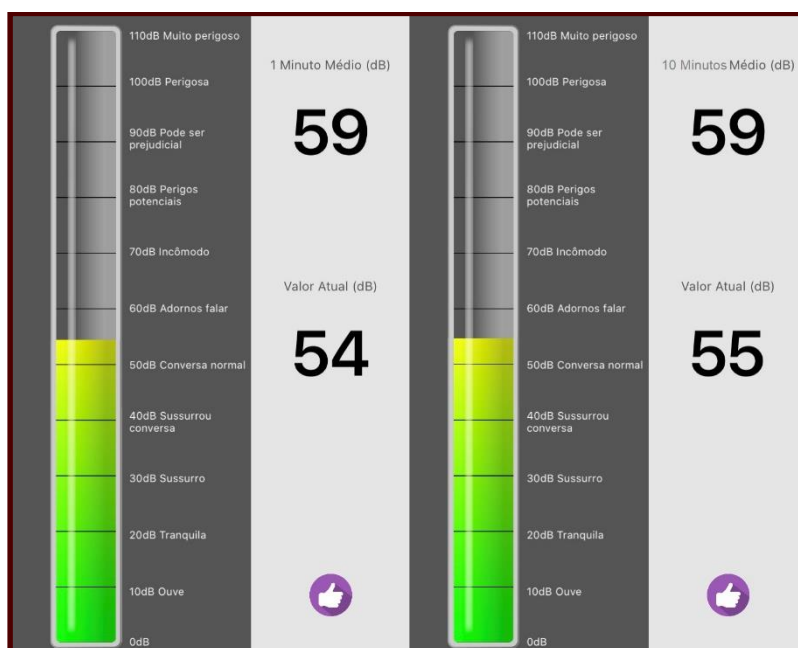 110dB Muito perigoso
100dB Perigosa
90dB Pode ser
prejudicial
80dB Perigos
potenciais
70dB Incômodo
60dB Adornos falar
50dB Conversa normal
40dB Sussurrou
conversa
30dB Sussurro
20dB Tranquila
10dB Ouve
0dB
1 Minuto Médio (dB)
59
Valor Atual (dB)
54
110dB Muito perigoso
100dB Perigosa
90dB Pode ser
prejudicial
80dB Perigos
potenciais
70dB Incômodo
60dB Adornos falar
50dB Conversa normal
40dB Sussurrou
conversa
30dB Sussurro
20dB Tranquila
10dB Ouve
0dB
10 Minutos Médio (dB)
59
Valor Atual (dB)
55